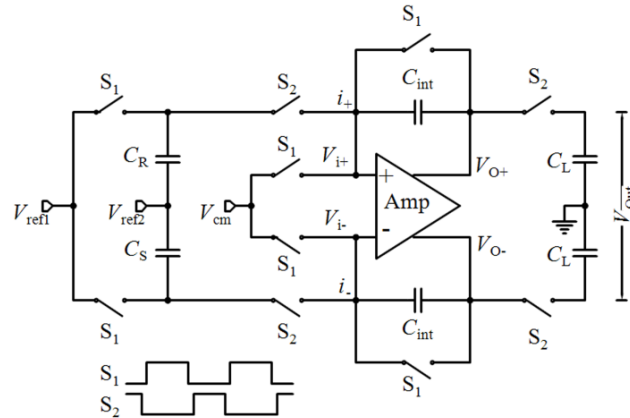 S1
S1
S2
i+
Cint
S2
CR
S1
Vi+
VO+
CL
Vref1
Vref2
Vcm
+
Amp
-
VOut
CS
Vi-
VO-
CL
S1
i-
S1
S2
Cint
S2
S1
S1
S2